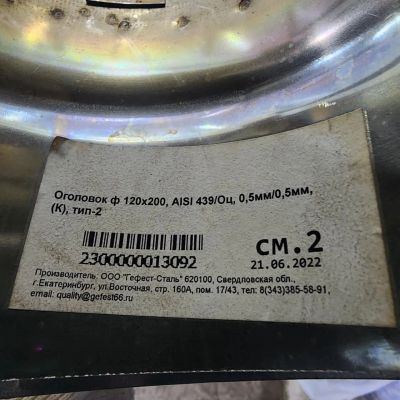 Оголовок ф 120х200, AISI 439/Оц, 0,5мм/0,5мм,
(К), тип-2
2300000013092
см.2
21.06.2022
Производитель: ООО "Гефест-Сталь" 620100, Свердловская обл.,
г.Екатеринбург, ул.Восточная, стр. 160А, пом. 17/43, тел: 8(343)385-58-91,
email: quality@gefest66.ru